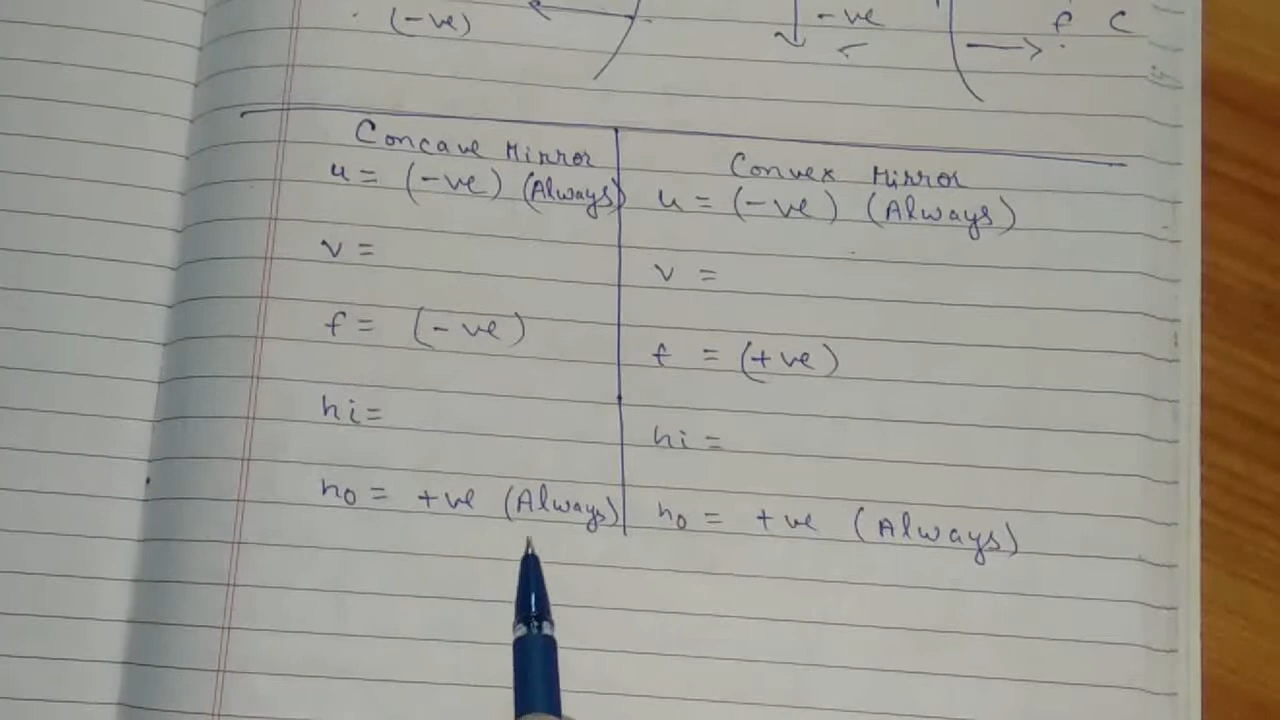 (-ve)
-ve
f C
Concave Mirror
u = (-ve) (Always)
v =
f = (-ve)
hi =
ho = +ve (Always)
Convex Mirror
u = (-ve) (Always)
v =
f = (+ve)
hi =
ho = +ve (Always)